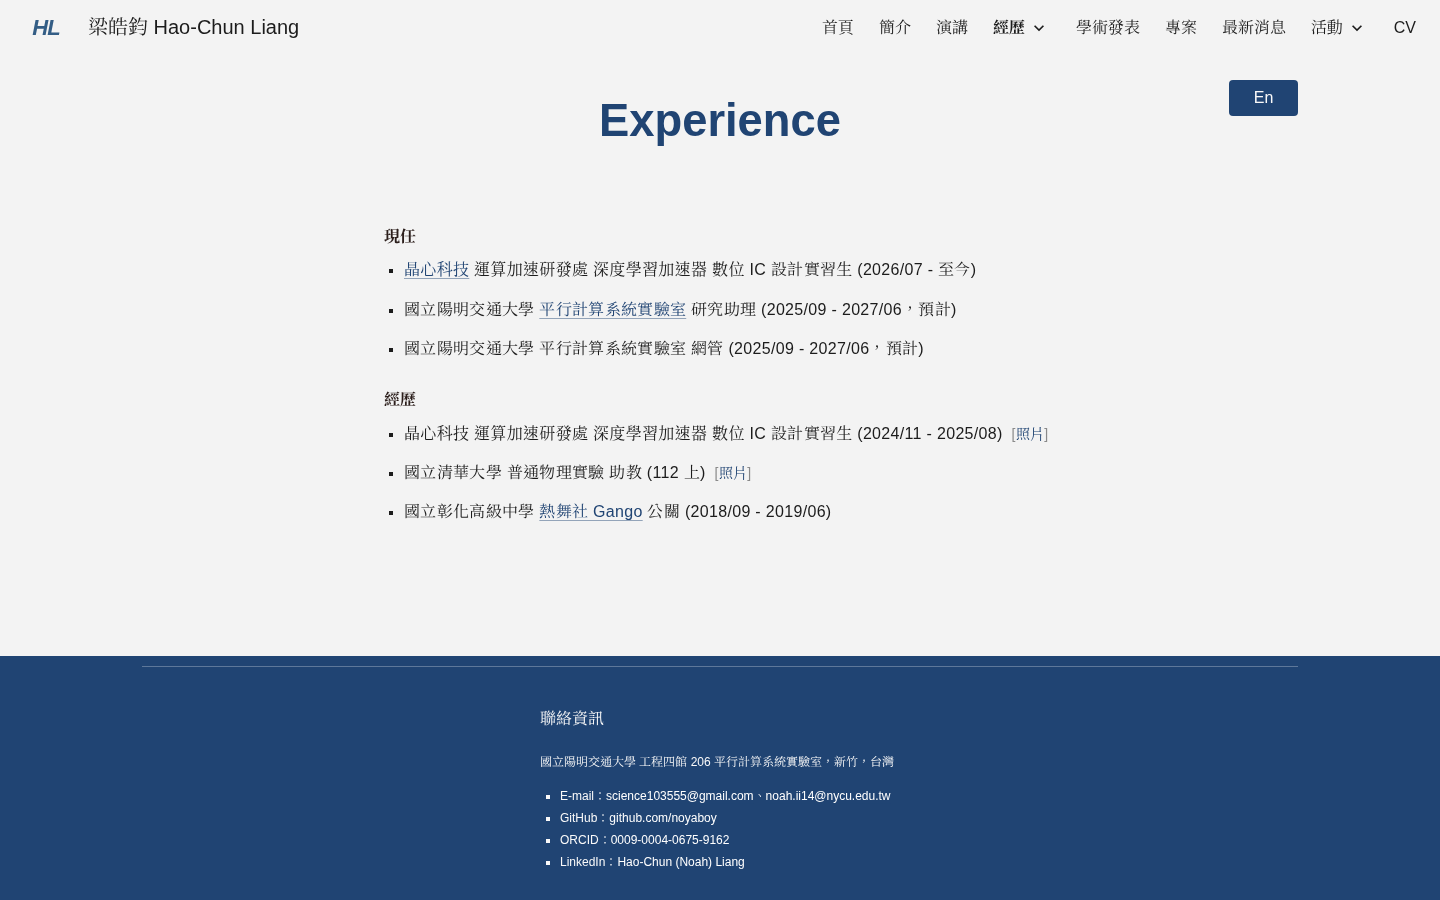 HL 梁皓鈞 Hao-Chun Liang 首頁 簡介 演講 經歷 學術發表 專案 最新消息 活動 CV
En
Experience
現任
晶心科技 運算加速研發處 深度學習加速器 數位 IC 設計實習生 (2026/07 - 至今)
國立陽明交通大學 平行計算系統實驗室 研究助理 (2025/09 - 2027/06，預計)
國立陽明交通大學 平行計算系統實驗室 網管 (2025/09 - 2027/06，預計)
經歷
晶心科技 運算加速研發處 深度學習加速器 數位 IC 設計實習生 (2024/11 - 2025/08) [照片]
國立清華大學 普通物理實驗 助教 (112 上) [照片]
國立彰化高級中學 熱舞社 Gango 公關 (2018/09 - 2019/06)
聯絡資訊
國立陽明交通大學 工程四館 206 平行計算系統實驗室，新竹，台灣
E-mail：science103555@gmail.com、noah.ii14@nycu.edu.tw
GitHub：github.com/noyaboy
ORCID：0009-0004-0675-9162
LinkedIn：Hao-Chun (Noah) Liang